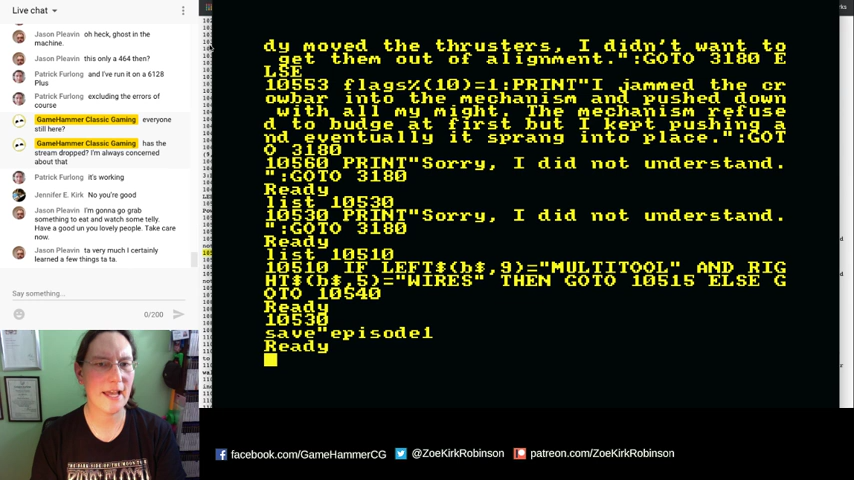 Live chat
Jason Pleavin oh heck, ghost in the
machine.
Jason Pleavin this only a 464 then?
Patrick Furlong and I've run it on a 6128
Plus
Patrick Furlong excluding the errors of
course
GameHammer Classic Gaming everyone
still here?
GameHammer Classic Gaming has the
stream dropped? I'm always concerned
about that
Patrick Furlong it's working
Jennifer E. Kirk No you're good
Jason Pleavin I'm gonna go grab
something to eat and watch some telly.
Have a good un you lovely people. Take care
now.
Jason Pleavin ta very much I certainly
learned a few things ta ta.
Say something...
0/200
dy moved the thrusters, I didn't want to
get them out of alignment.":GOTO 3180 E
LSE
10553 flags%(10)=1:PRINT"I jammed the cr
owbar into the mechanism and pushed down
with all my might. The mechanism refuse
d to budge at first but I kept pushing a
nd eventually it sprang into place.":GOT
O 3180
10560 PRINT"Sorry, I did not understand.
":GOTO 3180
Ready
list 10530
10530 PRINT"Sorry, I did not understand.
":GOTO 3180
Ready
list 10510
10510 IF LEFT$(b$,9)="MULTITOOL" AND RIG
HT$(b$,5)="WIRES" THEN GOTO 10515 ELSE G
OTO 10540
Ready
10530
save"episode1
Ready
facebook.com/GameHammerCG
@ZoeKirkRobinson
patreon.com/ZoeKirkRobinson